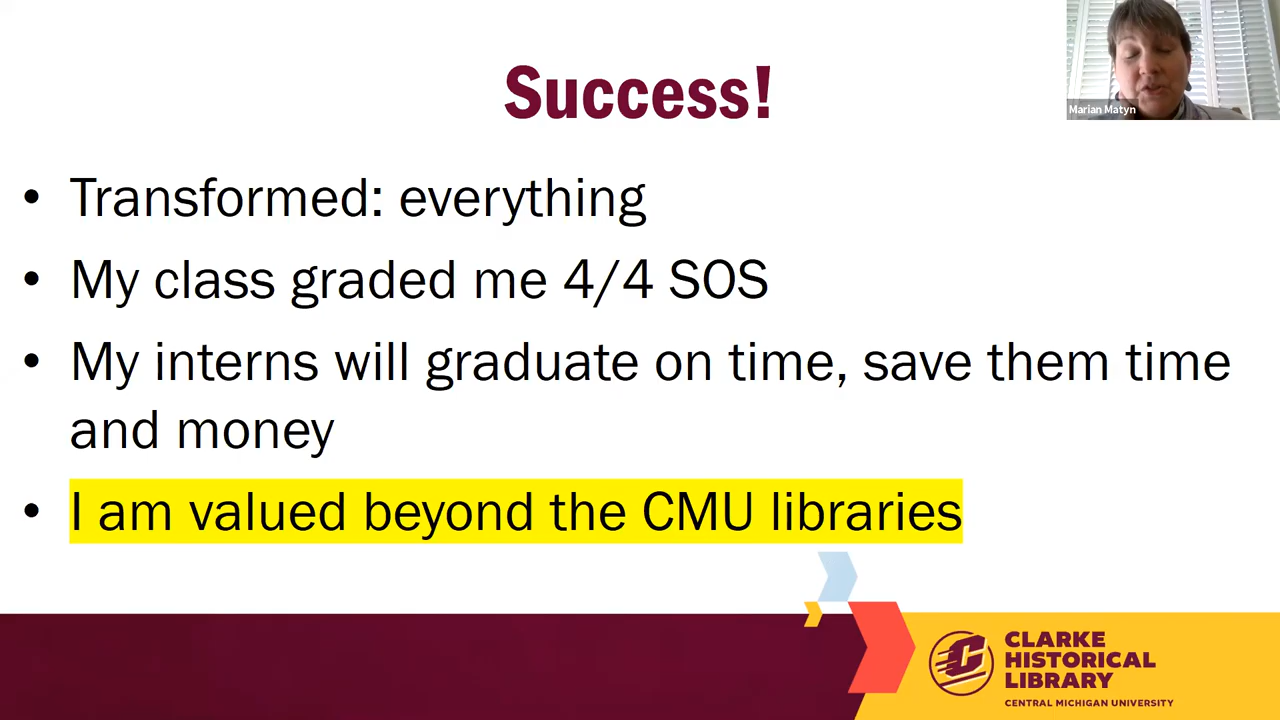 Success!
Marian Matyn
• Transformed: everything
• My class graded me 4/4 SOS
• My interns will graduate on time, save them time
and money
• I am valued beyond the CMU libraries
C
CLARKE
HISTORICAL
LIBRARY
CENTRAL MICHIGAN UNIVERSITY